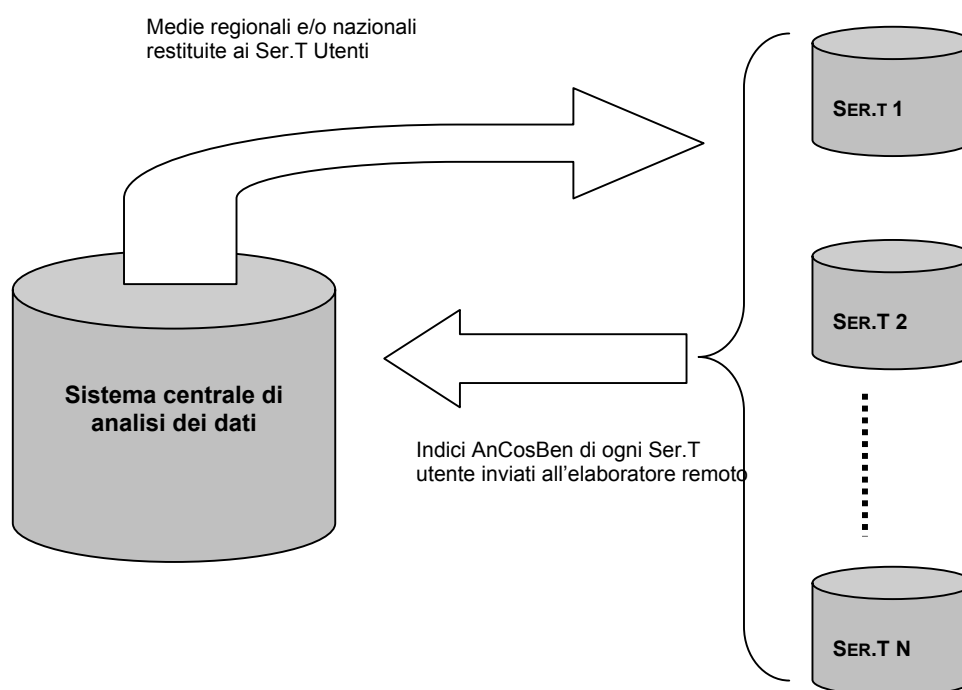 Medie regionali e/o nazionali
restituite ai Ser.T Utenti
SER.T 1
SER.T 2
Sistema centrale di
analisi dei dati
Indici AnCosBen di ogni Ser.T
utente inviati all'elaboratore remoto
SER.T N